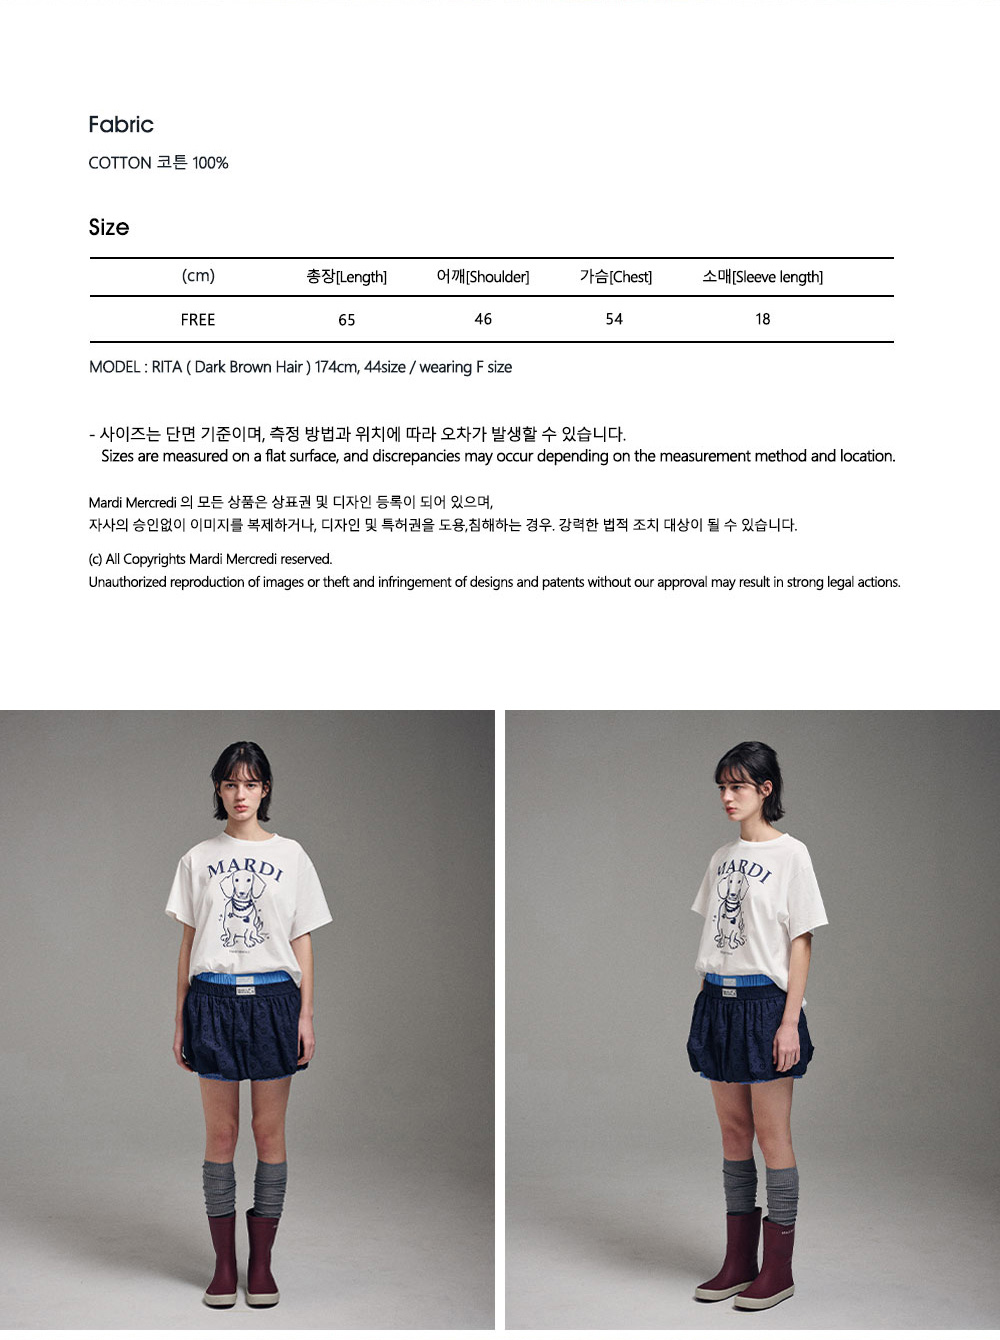 Fabric
COTTON 코튼 100%
Size
(cm) 총장[Length] 어깨[Shoulder] 가슴[Chest] 소매[Sleeve length]
FREE 65 46 54 18
MODEL : RITA ( Dark Brown Hair ) 174cm, 44size / wearing F size
- 사이즈는 단면 기준이며, 측정 방법과 위치에 따라 오차가 발생할 수 있습니다.
Sizes are measured on a flat surface, and discrepancies may occur depending on the measurement method and location.
Mardi Mercredi 의 모든 상품은 상표권 및 디자인 등록이 되어 있으며,
자사의 승인없이 이미지를 복제하거나, 디자인 및 특허권을 도용,침해하는 경우. 강력한 법적 조치 대상이 될 수 있습니다.
(c) All Copyrights Mardi Mercredi reserved.
Unauthorized reproduction of images or theft and infringement of designs and patents without our approval may result in strong legal actions.
MARDI
MARDI